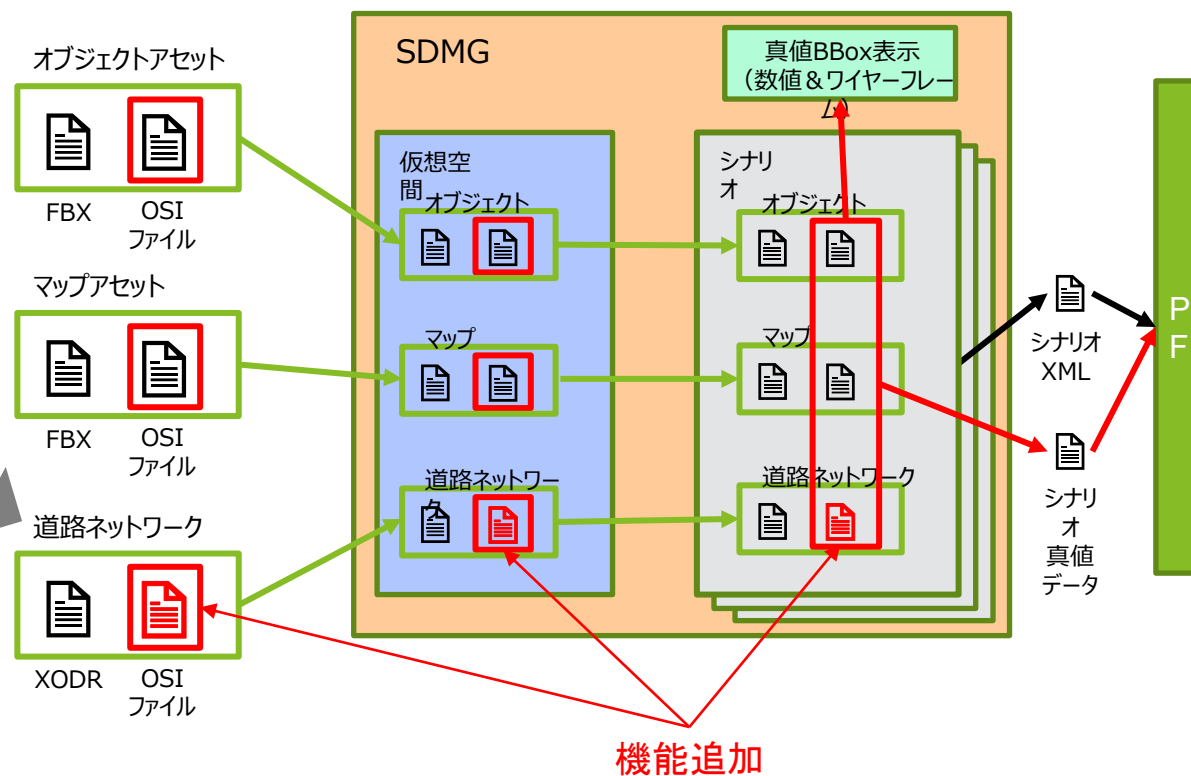 オブジェクトアセット
FBX
OSI
ファイル
マップアセット
FBX
OSI
ファイル
道路ネットワーク
XODR
OSI
ファイル
SDMG
真値BBox表示
（数値＆ワイヤーフレー
ム）
仮想空
間
オブジェクト
マップ
道路ネットワー
ク
シナリ
オ
オブジェクト
マップ
道路ネットワーク
シナリオ
XML
シナリ
オ
真値
データ
P
F
機能追加